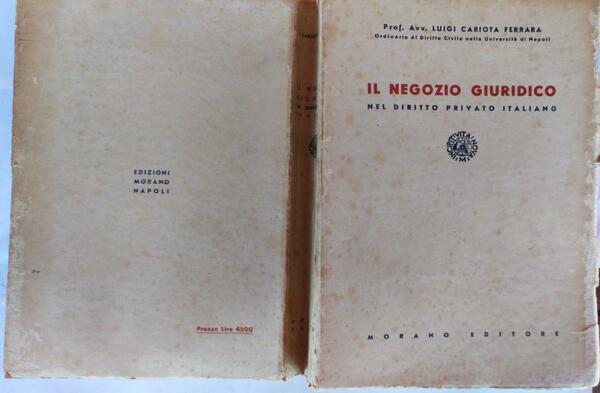 Prof. Avv. LUIGI CARIOTA FERRARA
Ordinario di Diritto Civile nella Università di Napoli
IL NEGOZIO GIURIDICO
NEL DIRITTO PRIVATO ITALIANO
MORANO EDITORE
EDIZIONI
MORANO
NAPOLI
Prezzo Lire 4500